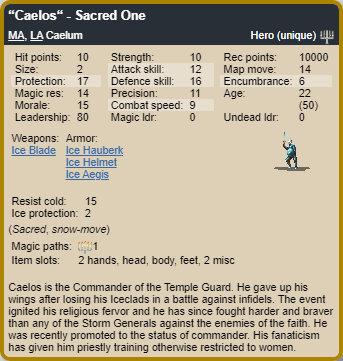 “Caelos“ - Sacred One
MA, LA Caelum Hero (unique)
Hit points: 10 Strength: 10 Rec points: 10000
Size: 2 Attack skill: 12 Map move: 14
Protection: 17 Defence skill: 16 Encumbrance: 6
Magic res: 14 Precision: 11 Age: 22
Morale: 15 Combat speed: 9 (50)
Leadership: 80 Magic ldr: 0 Undead ldr: 0
Weapons: Armor:
Ice Blade Ice Hauberk
Ice Helmet
Ice Aegis
Resist cold: 15
Ice protection: 2
(Sacred, snow-move)
Magic paths: 1
Item slots: 2 hands, head, body, feet, 2 misc
Caelos is the Commander of the Temple Guard. He gave up his
wings after losing his Iceclads in a battle against infidels. The event
ignited his religious fervor and he has since fought harder and braver
than any of the Storm Generals against the enemies of the faith. He
was recently promoted to the status of commander. His fanaticism
has given him priestly training otherwise restricted to women.